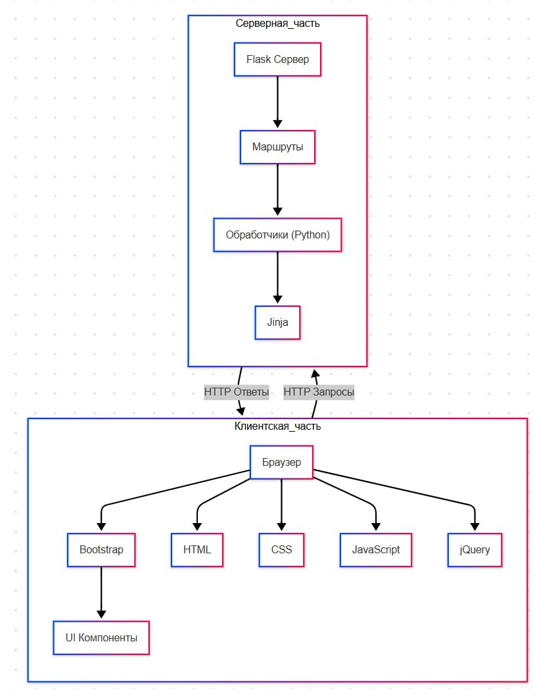 Серверная_часть
Flask Сервер
Маршруты
Обработчики (Python)
Jinja
HTTP Ответы
HTTP Запросы
Клиентская_часть
Браузер
Bootstrap
HTML
CSS
JavaScript
jQuery
UI Компоненты